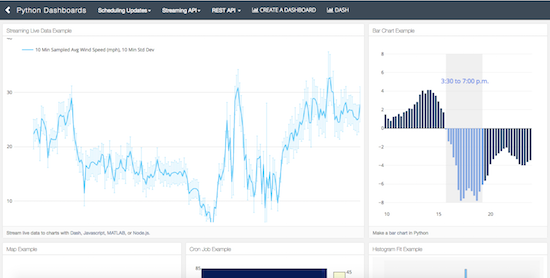 Python Dashboards
Scheduling Updates
Streaming API
REST API
CREATE A DASHBOARD
DASH
Streaming Live Data Example
10 Min Sampled Avg Wind Speed (mph), 10 Min Std Dev
30
20
10
Stream live data to charts with Dash, Javascript, MATLAB, or Node.js.
Bar Chart Example
8
6
4
2
0
−2
−4
−6
−8
3:30 to 7:00 p.m.
10
15
20
Make a bar chart in Python
Map Example
Cron Job Example
80
45
Histogram Fit Example